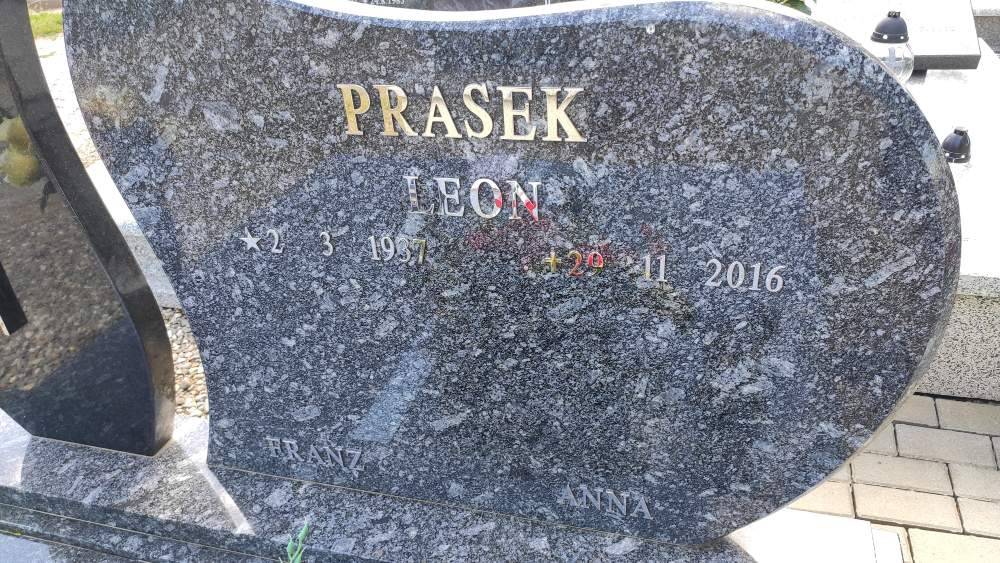 PRASEK
LEON
★2 3 1937 +29 11 2016
FRANZ
ANNA